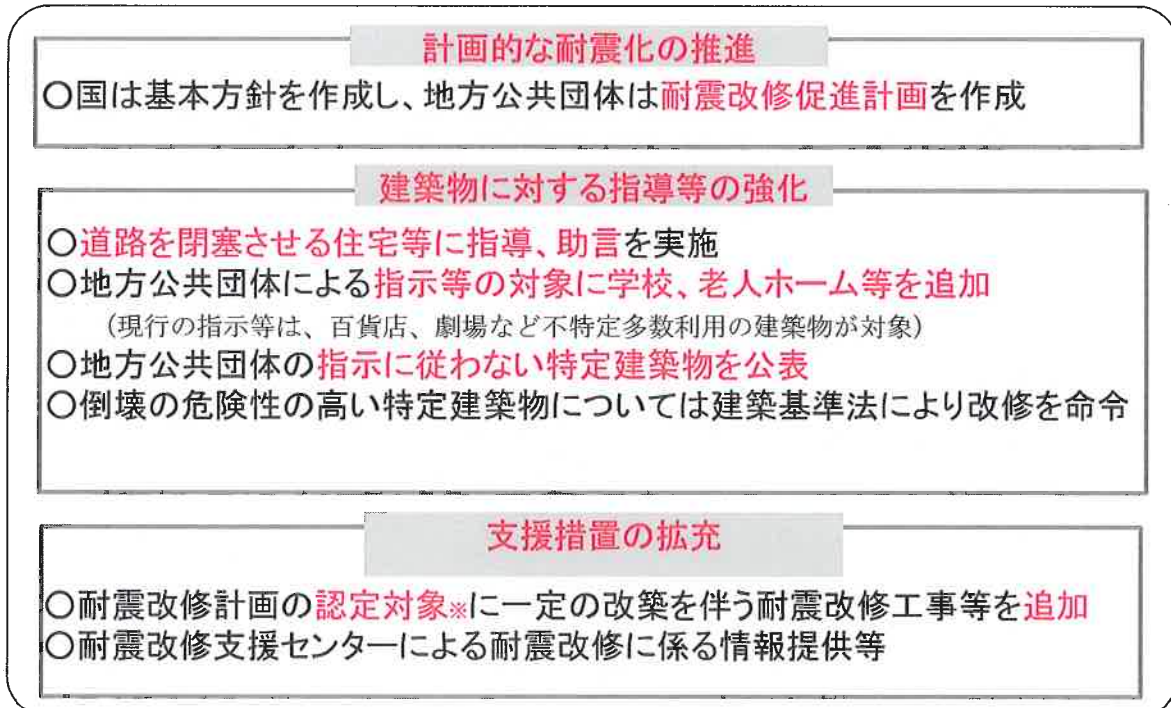 計画的な耐震化の推進
〇国は基本方針を作成し、地方公共団体は耐震改修促進計画を作成
建築物に対する指導等の強化
〇道路を閉塞させる住宅等に指導、助言を実施
〇地方公共団体による指示等の対象に学校、老人ホーム等を追加
(現行の指示等は、百貨店、劇場など不特定多数利用の建築物が対象)
〇地方公共団体の指示に従わない特定建築物を公表
〇倒壊の危険性の高い特定建築物については建築基準法により改修を命令
支援措置の拡充
〇耐震改修計画の認定対象※に一定の改築を伴う耐震改修工事等を追加
〇耐震改修支援センターによる耐震改修に係る情報提供等